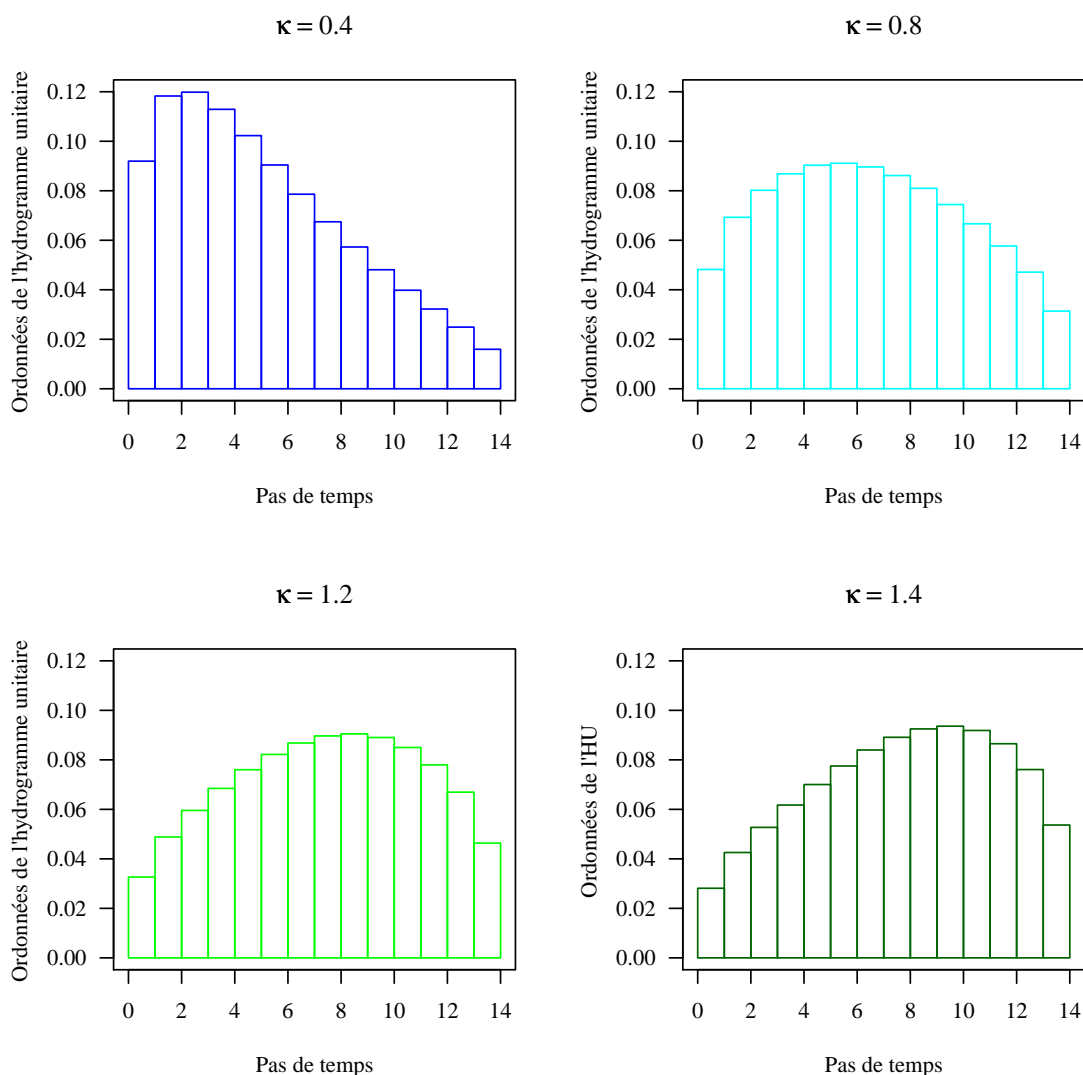 κ = 0.4
Ordonnées de l'hydrogramme unitaire
0.12
0.10
0.08
0.06
0.04
0.02
0.00
0 2 4 6 8 10 12 14
Pas de temps
κ = 0.8
Ordonnées de l'hydrogramme unitaire
0.12
0.10
0.08
0.06
0.04
0.02
0.00
0 2 4 6 8 10 12 14
Pas de temps
κ = 1.2
Ordonnées de l'hydrogramme unitaire
0.12
0.10
0.08
0.06
0.04
0.02
0.00
0 2 4 6 8 10 12 14
Pas de temps
κ = 1.4
Ordonnées de l'HU
0.12
0.10
0.08
0.06
0.04
0.02
0.00
0 2 4 6 8 10 12 14
Pas de temps